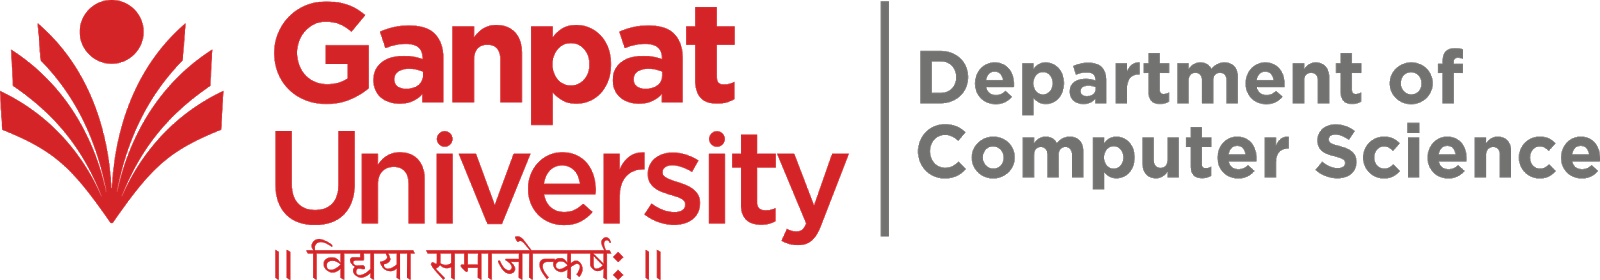 Ganpat
University
॥ विद्यया समाजोत्कर्षः ॥
Department of
Computer Science